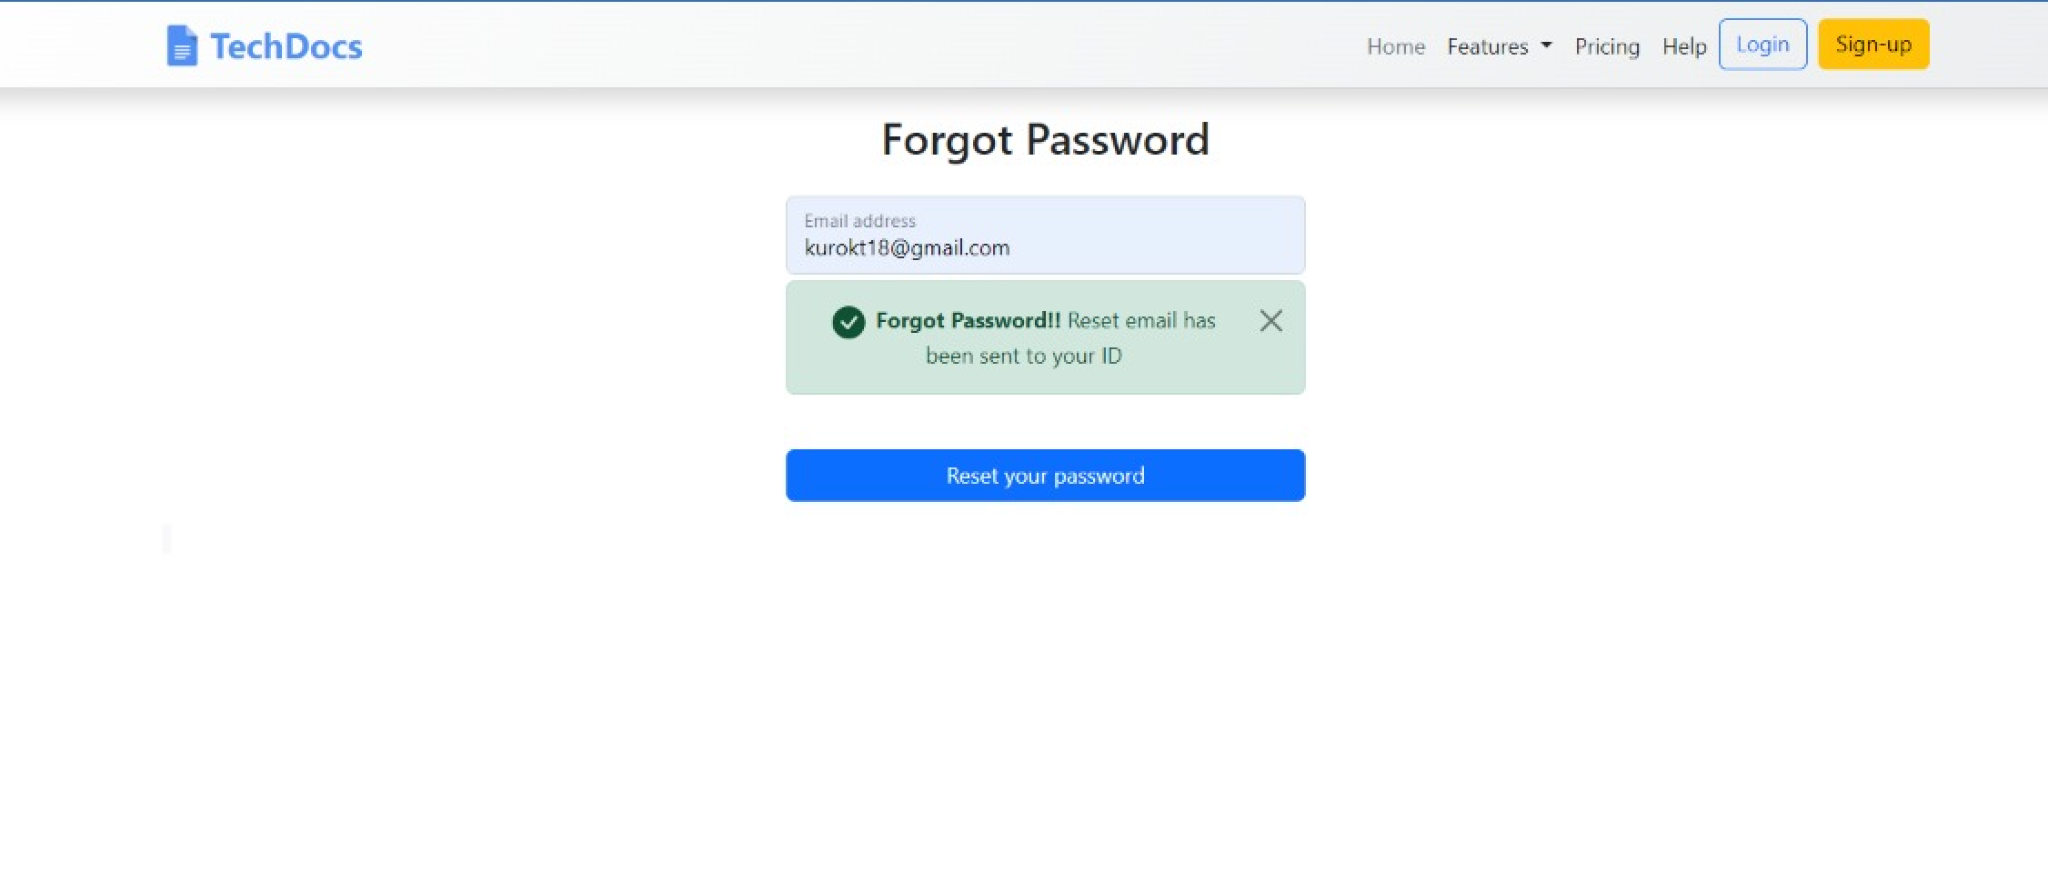 TechDocs
Home Features Pricing Help Login Sign-up
Forgot Password
Email address
kurokt18@gmail.com
Forgot Password!! Reset email has
been sent to your ID
Reset your password